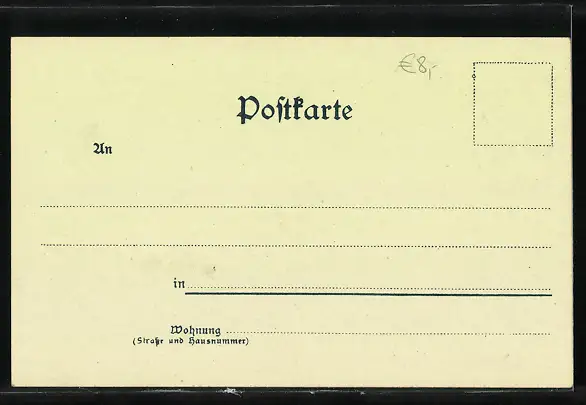 €8,-
Postkarte
An
in
Wohnung
(Straße und Hausnummer)